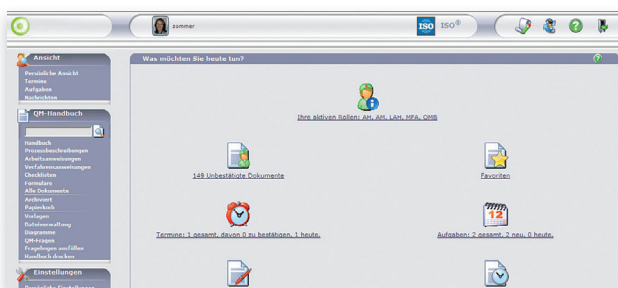 sommer
ISO ISO®
Ansicht
Persönliche Ansicht
Termine
Aufgaben
Nachrichten
QM-Handbuch
Handbuch
Prozessbeschreibungen
Arbeitsanweisungen
Verfahrensanweisungen
Checklisten
Formulare
Alle Dokumente
Archiviert
Papierkorb
Vorlagen
Dateiverwaltung
Diagramme
QM-Fragen
Fragebogen ausfüllen
Handbuch drucken
Einstellungen
Persönliche Einstellungen
Was möchten Sie heute tun?
Ihre aktiven Rollen: AH, AM, LAH, MFA, QMB
149 Unbestätigte Dokumente
Favoriten
12
Termine: 1 gesamt, davon 0 zu bestätigen, 1 heute.
Aufgaben: 2 gesamt, 2 neu, 0 heute.